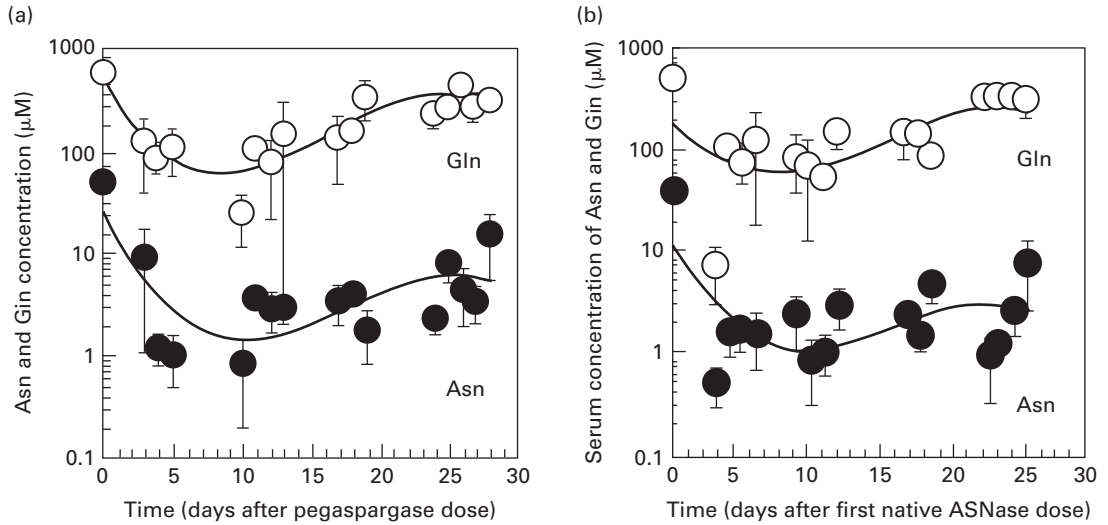 (a)
1000
100
10
1
0.1
Asn and Gin concentration (μM)
Gln
Asn
0 5 10 15 20 25 30
Time (days after pegaspargase dose)
(b)
1000
100
10
1
0.1
Serum concentration of Asn and Gin (μM)
Gln
Asn
0 5 10 15 20 25 30
Time (days after first native ASNase dose)